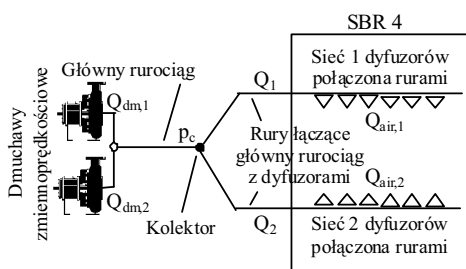 SBR 4
Główny rurociąg
Q1
Sieć 1 dyfuzorów
połączona rurami
Dmuchawy
zmiennoprędkościowe
Qdm,1
pc
Rury łączące
główny rurociąg
z dyfuzorami
Qair,1
Qdm,2
Kolektor
Q2
Qair,2
Sieć 2 dyfuzorów
połączona rurami